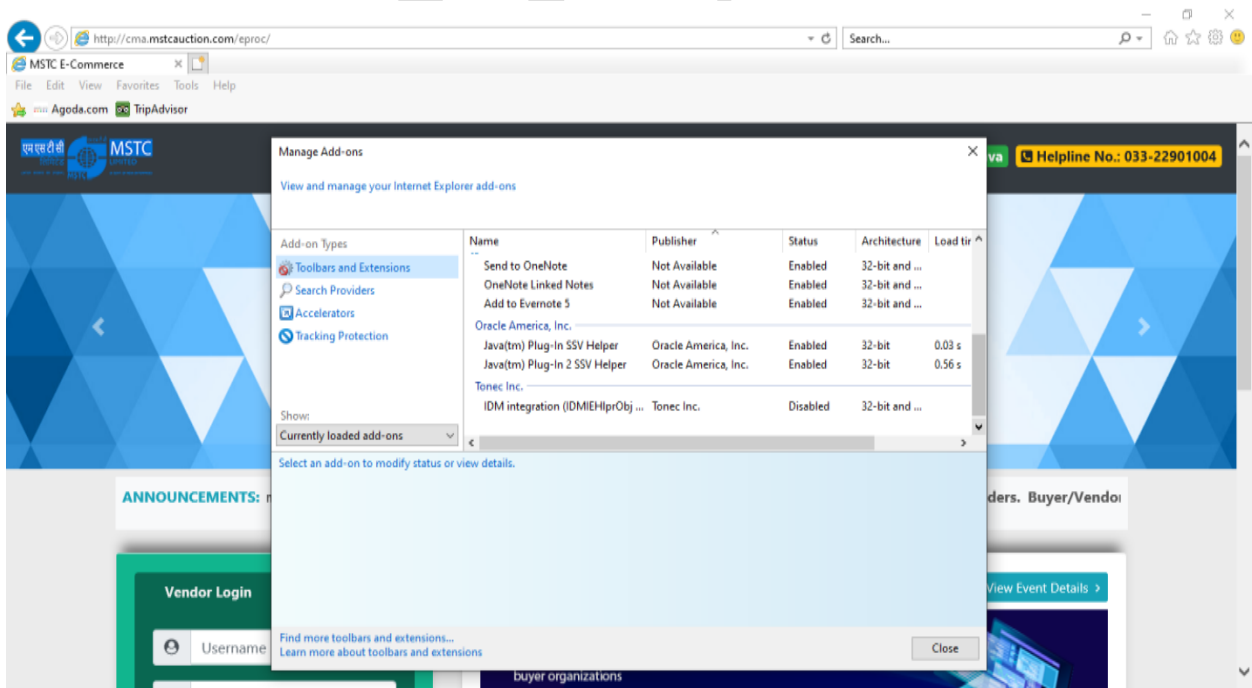 http://cma.mstcauction.com/eproc/
Search...
MSTC E-Commerce
File Edit View Favorites Tools Help
Agoda.com TripAdvisor
एम एस टी सी MSTC
LIMITED
va Helpline No.: 033-22901004
Manage Add-ons
View and manage your Internet Explorer add-ons
Add-on Types
Toolbars and Extensions
Search Providers
Accelerators
Tracking Protection
Show:
Currently loaded add-ons
Name Publisher Status Architecture Load tir
Send to OneNote Not Available Enabled 32-bit and ...
OneNote Linked Notes Not Available Enabled 32-bit and ...
Add to Evernote 5 Not Available Enabled 32-bit and ...
Oracle America, Inc.
Java(tm) Plug-In SSV Helper Oracle America, Inc. Enabled 32-bit 0.03 s
Java(tm) Plug-In 2 SSV Helper Oracle America, Inc. Enabled 32-bit 0.56 s
Tonec Inc.
IDM integration (IDMIEHlprObj ... Tonec Inc. Disabled 32-bit and ...
Select an add-on to modify status or view details.
Find more toolbars and extensions...
Learn more about toolbars and extensions
Close
ANNOUNCEMENTS:
ders. Buyer/Vendor
Vendor Login
Username
View Event Details >
buyer organizations